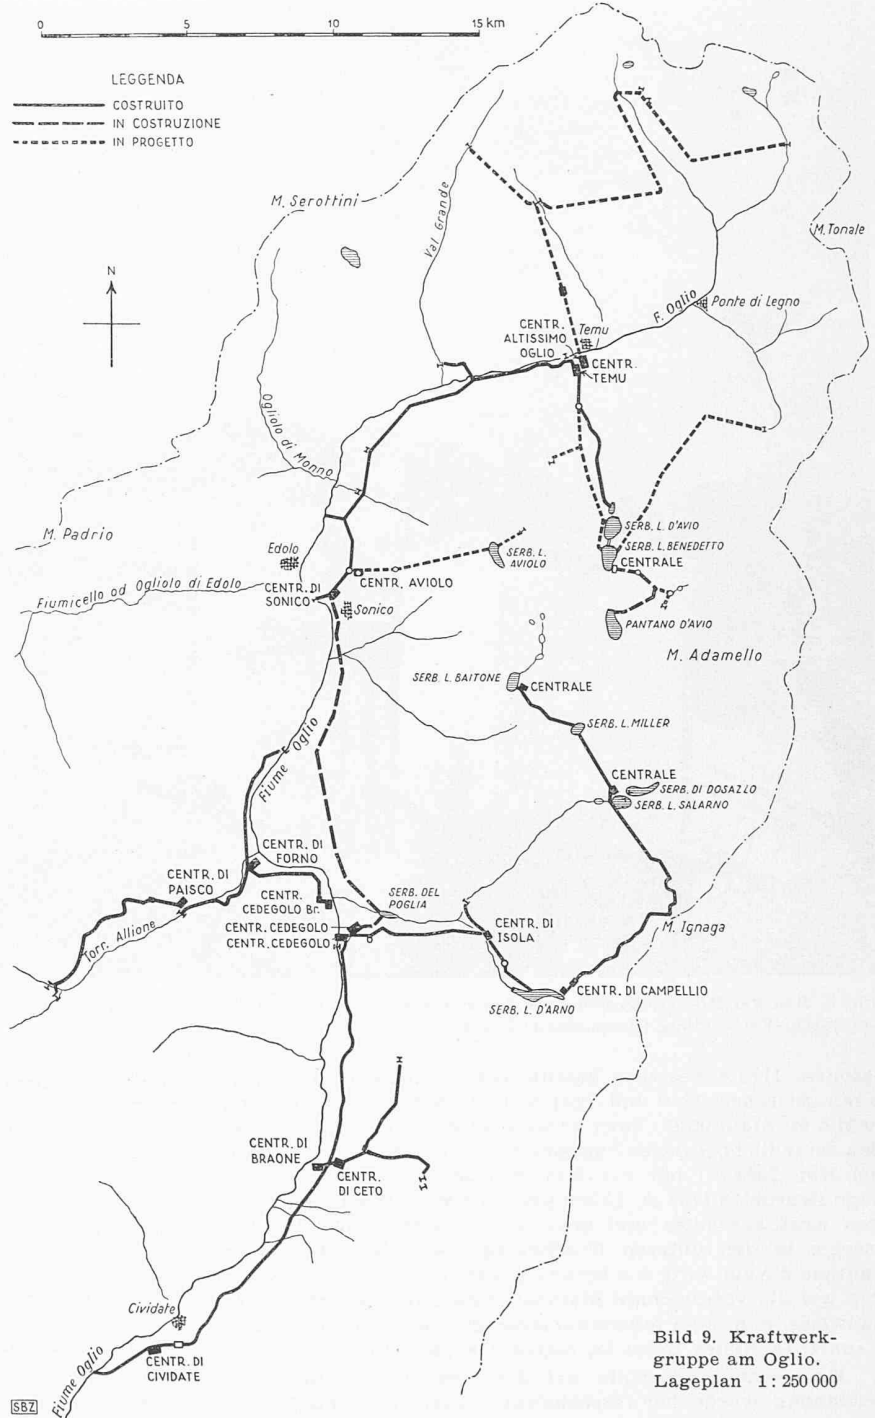 0 5 10 15 km
LEGGENDA
COSTRUITO
IN COSTRUZIONE
IN PROGETTO
M. Serottini
Val Grande
M. Tonale
N
F. Oglio
Ponte di Legno
CENTR.
ALTISSIMO
OGLIO
Temu
CENTR.
TEMU
Ogliolo di Monno
M. Padrio
Edolo
SERB. L. D'AVIO
SERB. L. BENEDETTO
CENTRALE
SERB. L.
AVIOLO
CENTR. AVIOLO
CENTR. DI
SONICO
Fiumicello od Ogliolo di Edolo
Sonico
PANTANO D'AVIO
M. Adamello
SERB. L. BAITONE
CENTRALE
SERB. L. MILLER
Fiume Oglio
CENTRALE
SERB. DI DOSAZZO
SERB. L. SALARNO
CENTR. DI
FORNO
CENTR. DI
PAISCO
CENTR.
CEDEGOLO Br.
SERB. DEL
POGLIA
CENTR. CEDEGOLO
CENTR. CEDEGOLO
CENTR. DI
ISOLA
M. Ignaga
Torr. Allione
CENTR. DI CAMPELLIO
SERB. L. D'ARNO
CENTR. DI
BRAONE
CENTR.
DI CETO
Cividate
CENTR. DI
CIVIDATE
Fiume Oglio
Bild 9. Kraftwerk-
gruppe am Oglio.
Lageplan 1 : 250 000
SBZ